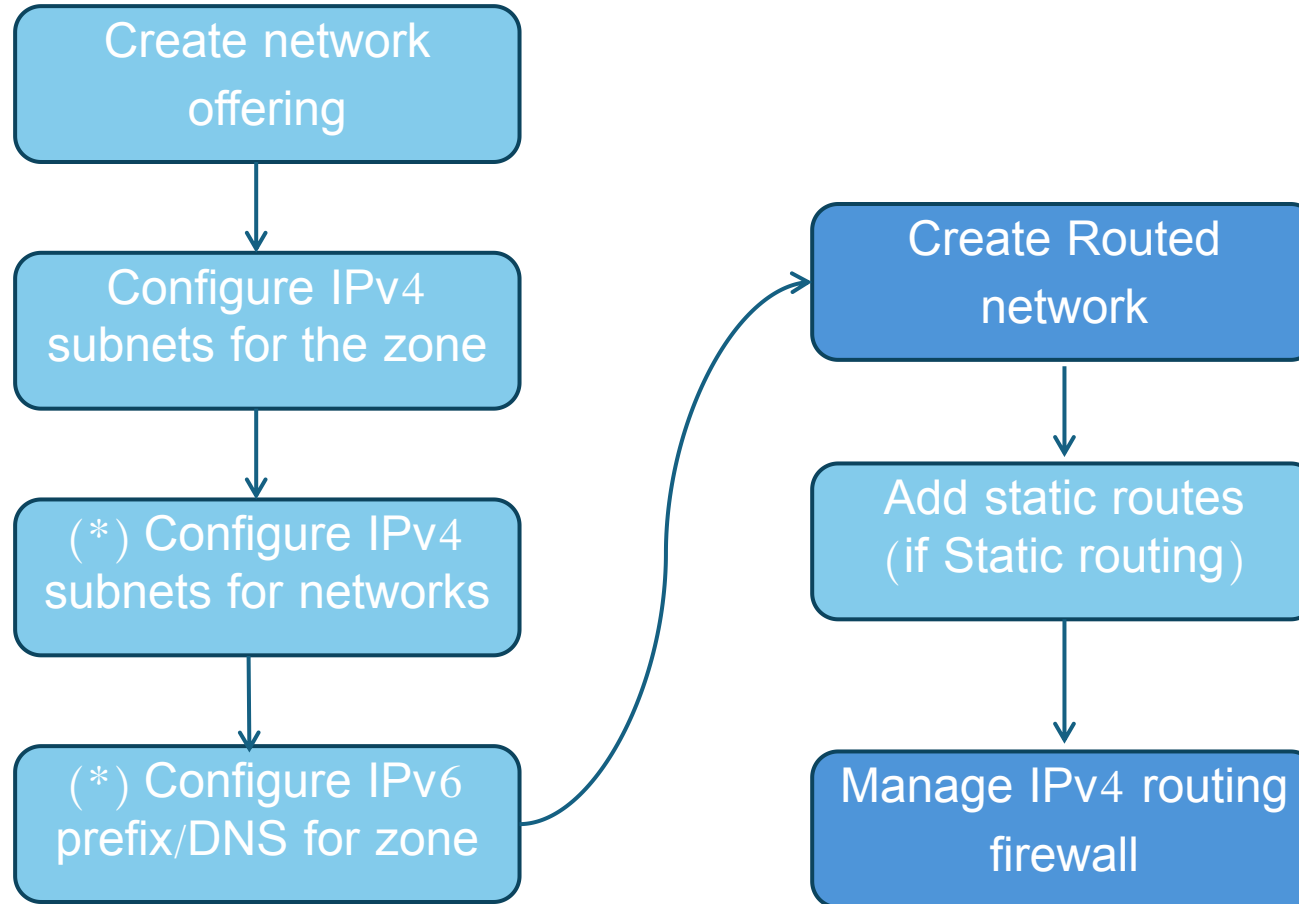 Create network
offering
Configure IPv4
subnets for the zone
(*) Configure IPv4
subnets for networks
(*) Configure IPv6
prefix/DNS for zone
Create Routed
network
Add static routes
(if Static routing)
Manage IPv4 routing
firewall